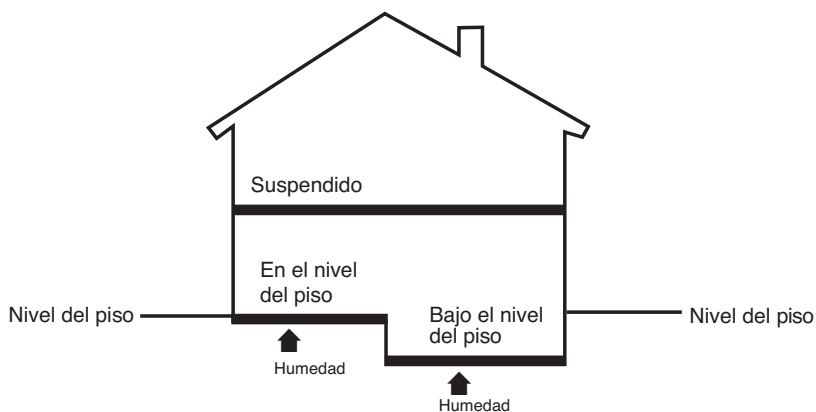 Suspendido
En el nivel
del piso
Nivel del piso
Bajo el nivel
del piso
Nivel del piso
Humedad
Humedad